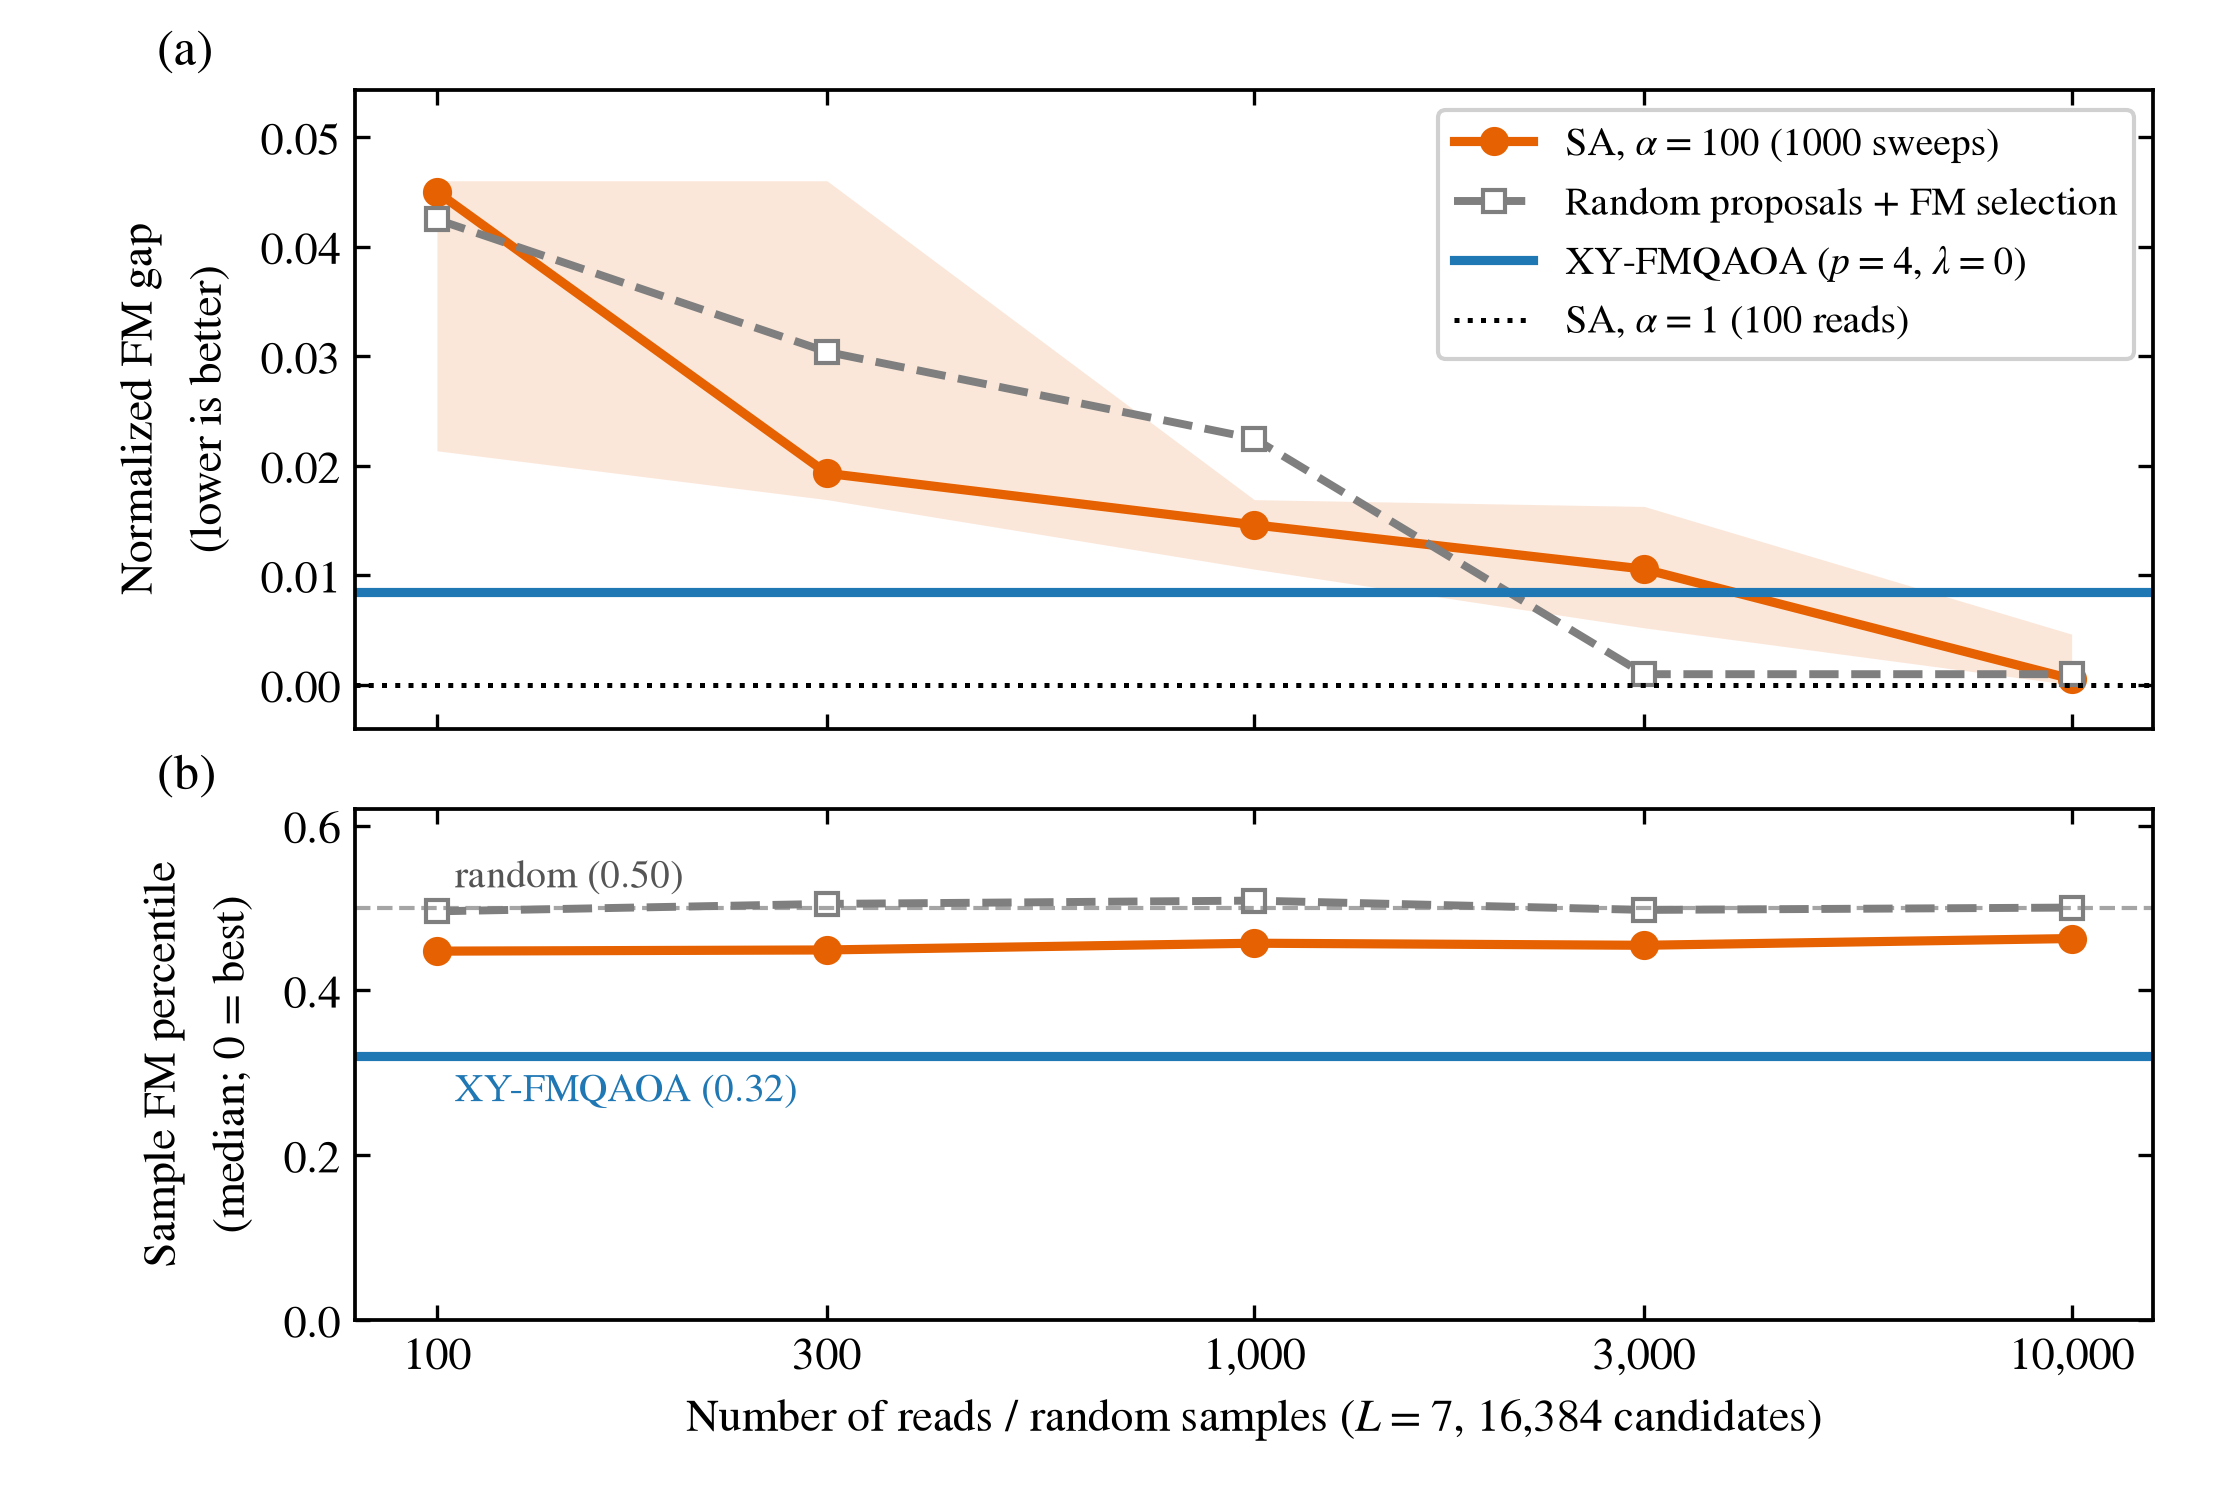 (a)
0.05
0.04
0.03
0.02
0.01
0.00
Normalized FM gap
(lower is better)
SA, α = 100 (1000 sweeps)
Random proposals + FM selection
XY-FMQAOA (p = 4, λ = 0)
SA, α = 1 (100 reads)
(b)
0.6
0.4
0.2
0.0
Sample FM percentile
(median; 0 = best)
random (0.50)
XY-FMQAOA (0.32)
100 300 1,000 3,000 10,000
Number of reads / random samples (L = 7, 16,384 candidates)